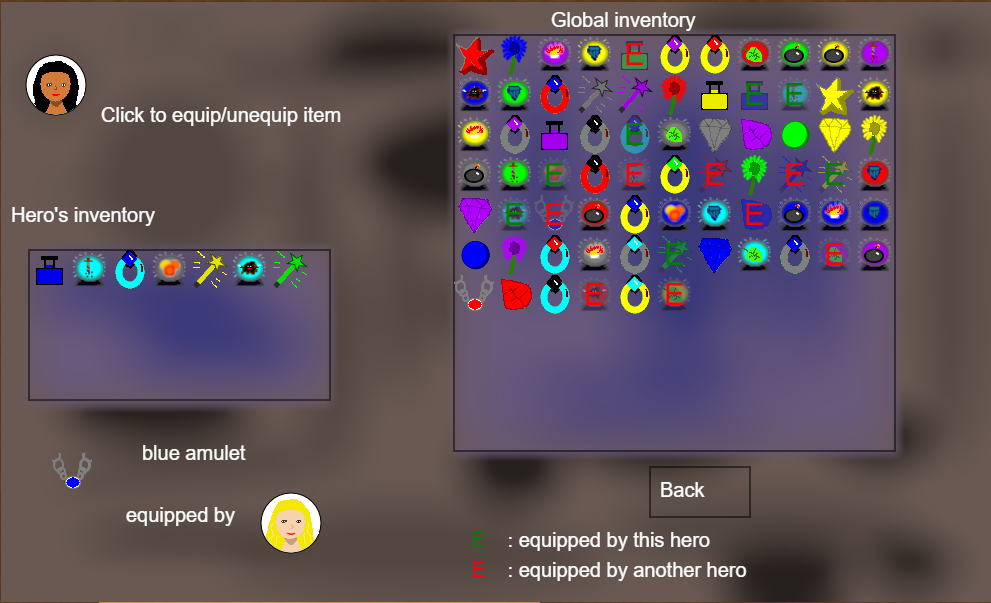 Global inventory
Click to equip/unequip item
Hero's inventory
blue amulet
equipped by
Back
E : equipped by this hero
E : equipped by another hero
E
E E
E
E E E E E
E E E
E E
E E